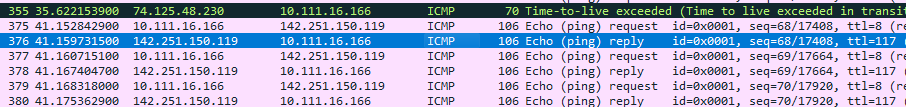 355 35.622153900 74.125.48.230 10.111.16.166 ICMP 70 Time-to-live exceeded (Time to live exceeded in transit
375 41.152842900 10.111.16.166 142.251.150.119 ICMP 106 Echo (ping) request id=0x0001, seq=68/17408, ttl=8 (re
376 41.159731500 142.251.150.119 10.111.16.166 ICMP 106 Echo (ping) reply id=0x0001, seq=68/17408, ttl=117
377 41.160715100 10.111.16.166 142.251.150.119 ICMP 106 Echo (ping) request id=0x0001, seq=69/17664, ttl=8 (re
378 41.167404700 142.251.150.119 10.111.16.166 ICMP 106 Echo (ping) reply id=0x0001, seq=69/17664, ttl=117 (
379 41.168318000 10.111.16.166 142.251.150.119 ICMP 106 Echo (ping) request id=0x0001, seq=70/17920, ttl=8 (re
380 41.175362900 142.251.150.119 10.111.16.166 ICMP 106 Echo (ping) reply id=0x0001, seq=70/17920, ttl=117 (